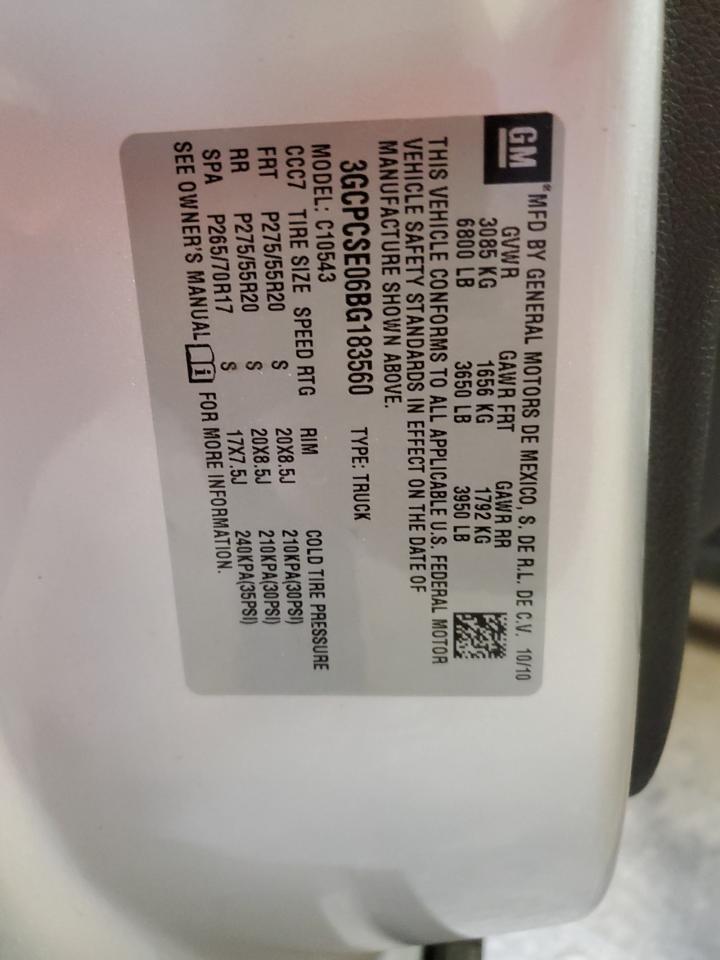 GM
® MFD BY GENERAL MOTORS DE MEXICO, S. DE R.L. DE C.V. 10/10
GVWR GAWR FRT GAWR RR
3085 KG 1656 KG 1792 KG
6800 LB 3650 LB 3950 LB
THIS VEHICLE CONFORMS TO ALL APPLICABLE U.S. FEDERAL MOTOR
VEHICLE SAFETY STANDARDS IN EFFECT ON THE DATE OF
MANUFACTURE SHOWN ABOVE.
3GCPCSE06BG183560 TYPE: TRUCK
MODEL: C10543
CCC7 TIRE SIZE SPEED RTG RIM COLD TIRE PRESSURE
FRT P275/55R20 S 20X8.5J 210KPA(30PSI)
RR P275/55R20 S 20X8.5J 210KPA(30PSI)
SPA P265/70R17 S 17X7.5J 240KPA(35PSI)
SEE OWNER'S MANUAL i FOR MORE INFORMATION.